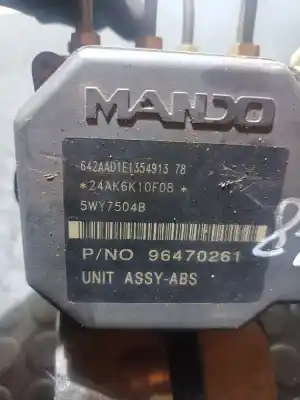 MANDO
642AAD1E1354913 78
*24AK6K10F08 *
5WY7504B
P/NO 96470261
UNIT ASSY-ABS